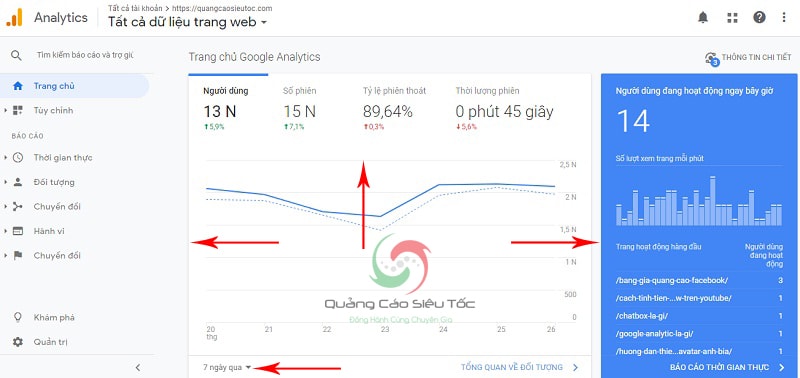 Analytics
Tất cả tài khoản > https://quangcaosieutoc.com
Tất cả dữ liệu trang web
Tìm kiếm báo cáo và trợ giú
Trang chủ
Tùy chỉnh
BÁO CÁO
Thời gian thực
Đối tượng
Chuyển đổi
Hành vi
Chuyển đổi
Khám phá
Quản trị
Trang chủ Google Analytics
3
THÔNG TIN CHI TIẾT
Người dùng
13 N
5,9%
Số phiên
15 N
7,1%
Tỷ lệ phiên thoát
89,64%
0,3%
Thời lượng phiên
0 phút 45 giây
5,6%
2,5 N
2 N
1,5 N
1 N
500
0
20
thg
21
22
23
24
25
26
Quảng Cáo Siêu Tốc
Đồng Hành Cùng Chuyên Gia
7 ngày qua
TỔNG QUAN VỀ ĐỐI TƯỢNG
Người dùng đang hoạt động ngay bây giờ
14
Số lượt xem trang mỗi phút
Trang hoạt động hàng đầu
Người dùng
đang hoạt
động
/bang-gia-quang-cao-facebook/ 3
/cach-tinh-tien-...w-tren-youtube/ 1
/chatbox-la-gi/ 1
/google-analytic-la-gi/ 1
/huong-dan-thie...avatar-anh-bia/ 1
BÁO CÁO THỜI GIAN THỰC